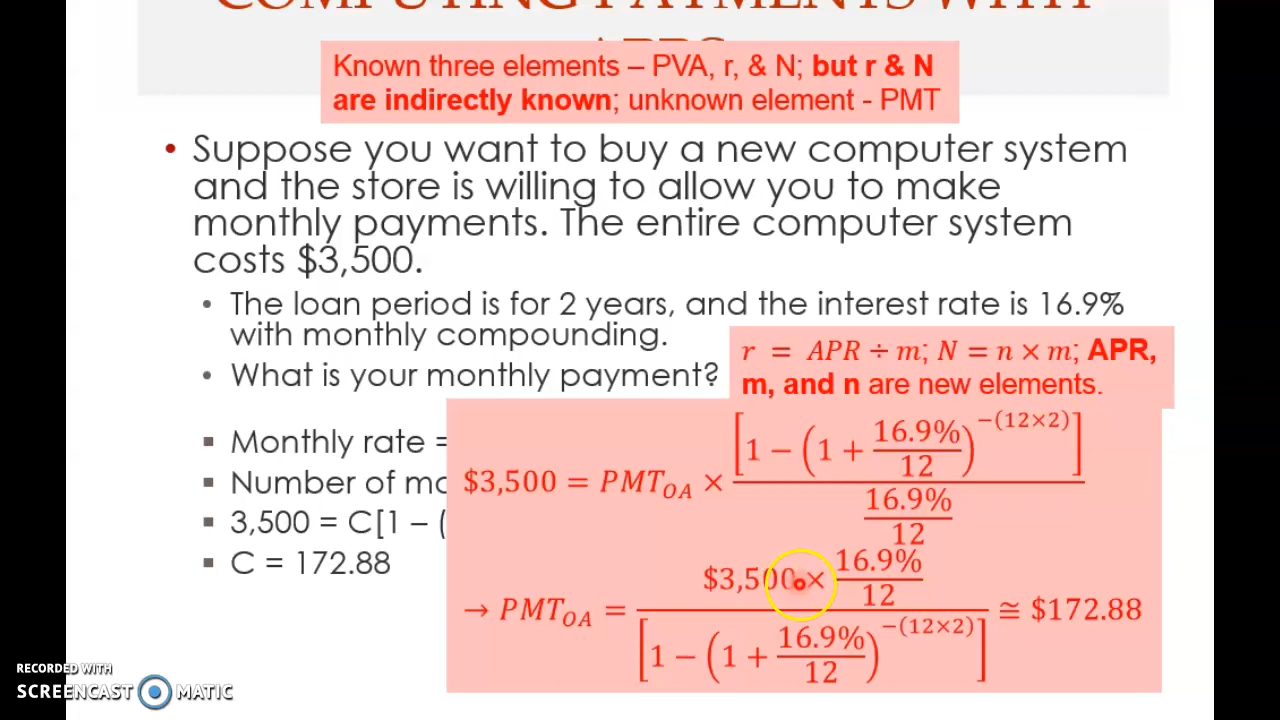 COMPUTING PAYMENTS WITH
APRS
Known three elements – PVA, r, & N; but r & N
are indirectly known; unknown element - PMT
• Suppose you want to buy a new computer system
and the store is willing to allow you to make
monthly payments. The entire computer system
costs $3,500.
• The loan period is for 2 years, and the interest rate is 16.9%
with monthly compounding.
• What is your monthly payment?
r = APR ÷ m; N = n × m; APR,
m, and n are new elements.
▪ Monthly rate =
▪ Number of mo
▪ 3,500 = C[1 – (
▪ C = 172.88
$3,500 = PMT_OA × [1 − (1 + 16.9%/12)^−(12×2)] / (16.9%/12)
→ PMT_OA = ($3,500 × 16.9%/12) / [1 − (1 + 16.9%/12)^−(12×2)] ≅ $172.88
RECORDED WITH
SCREENCAST MATIC